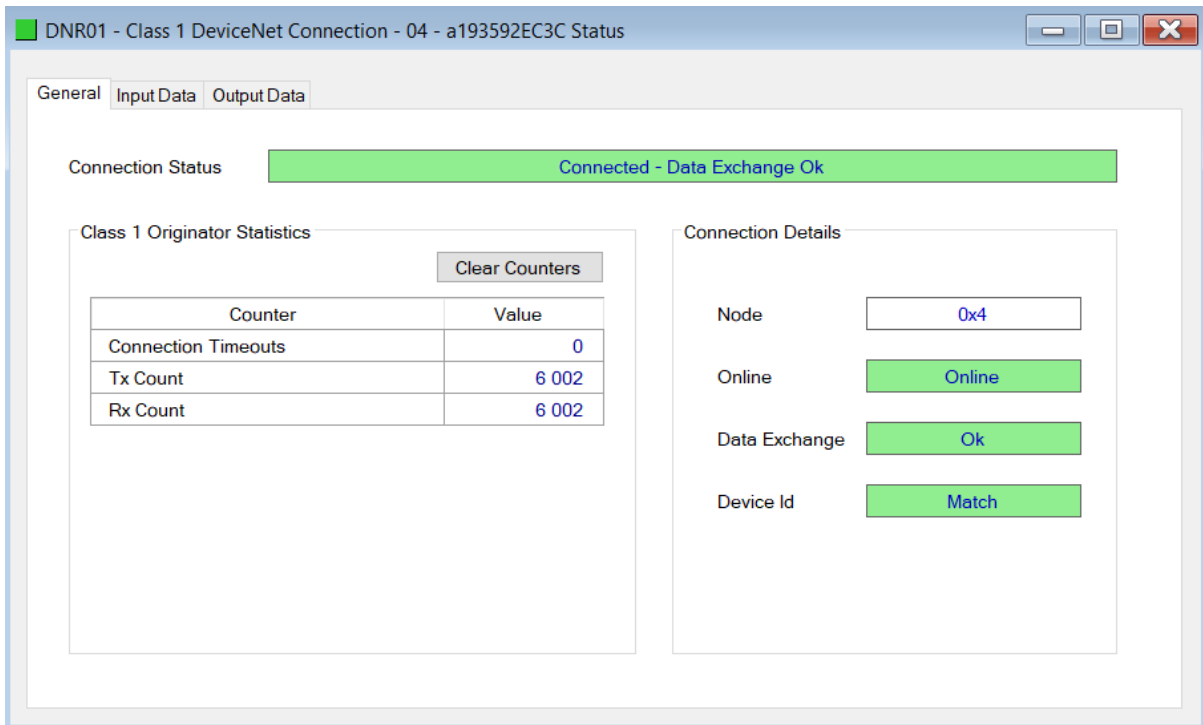 DNR01 - Class 1 DeviceNet Connection - 04 - a193592EC3C Status
General Input Data Output Data
Connection Status Connected - Data Exchange Ok
Class 1 Originator Statistics
Clear Counters
Counter Value
Connection Timeouts 0
Tx Count 6 002
Rx Count 6 002
Connection Details
Node 0x4
Online Online
Data Exchange Ok
Device Id Match